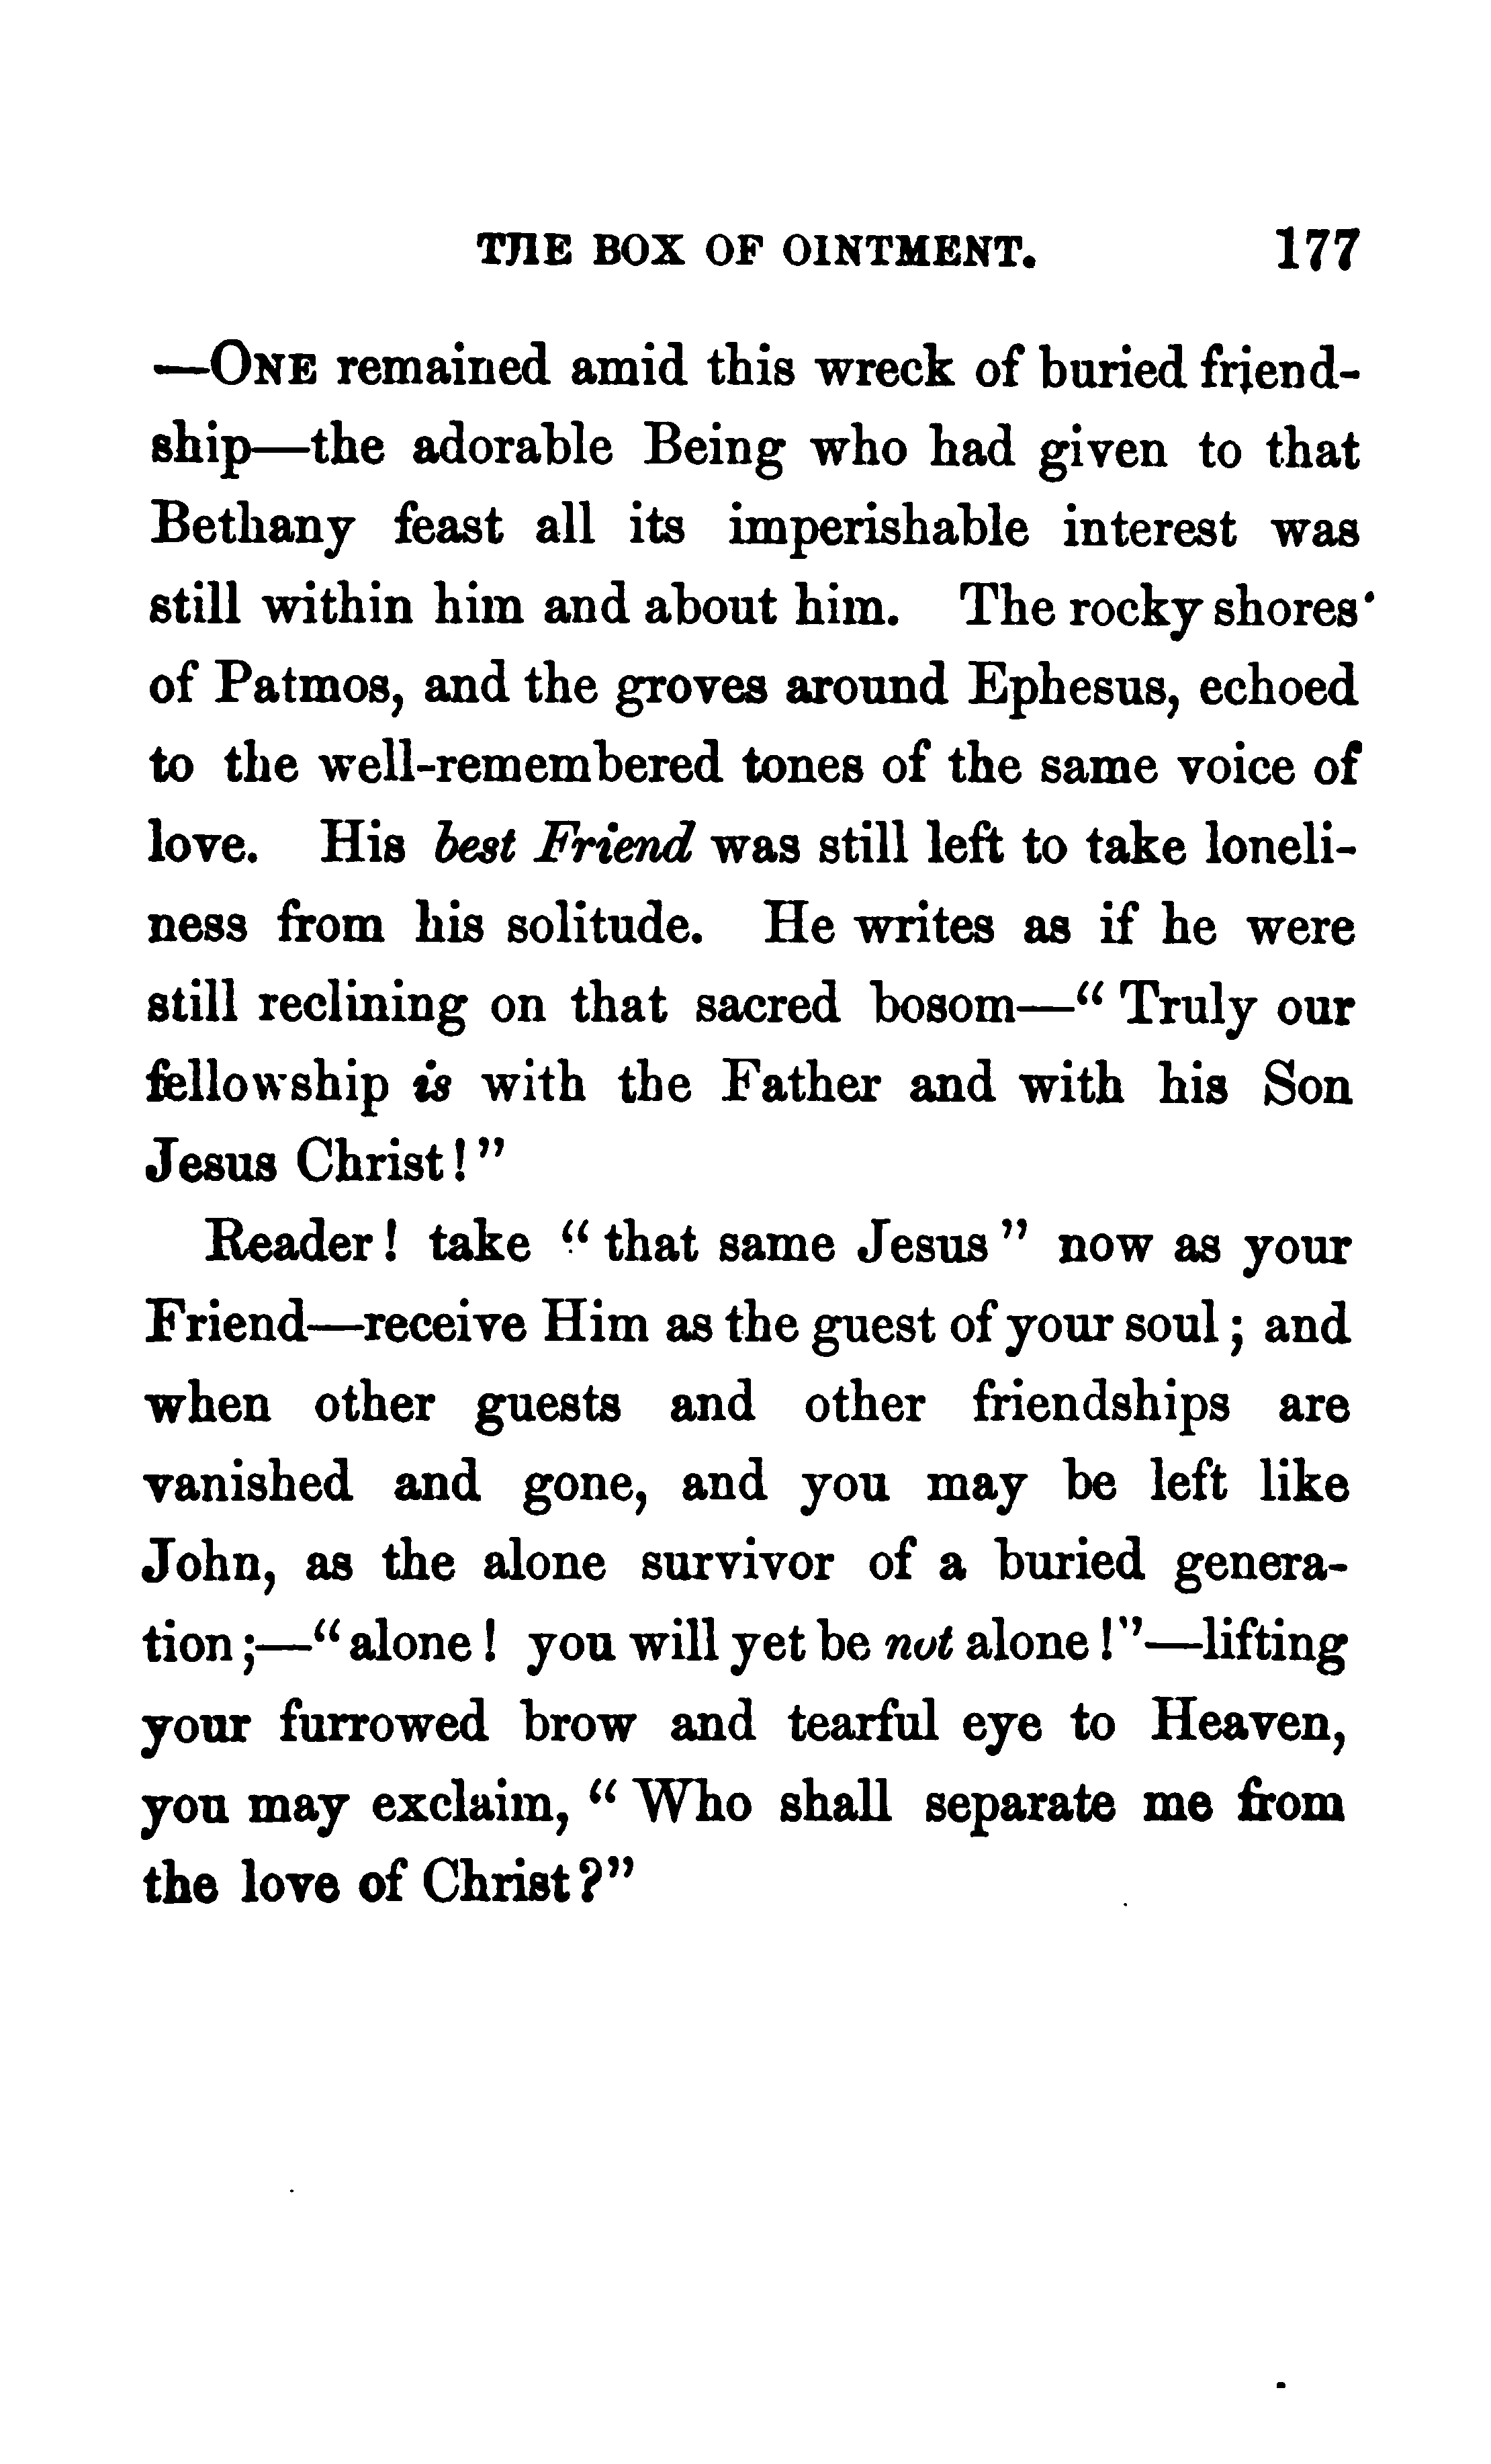 THE BOX OF OINTMENT. 177
—ONE remained amid this wreck of buried friend-
ship—the adorable Being who had given to that
Bethany feast all its imperishable interest was
still within him and about him. The rocky shores
of Patmos, and the groves around Ephesus, echoed
to the well-remembered tones of the same voice of
love. His best Friend was still left to take loneli-
ness from his solitude. He writes as if he were
still reclining on that sacred bosom—“Truly our
fellowship is with the Father and with his Son
Jesus Christ!”
Reader! take “that same Jesus” now as your
Friend—receive Him as the guest of your soul; and
when other guests and other friendships are
vanished and gone, and you may be left like
John, as the alone survivor of a buried genera-
tion;—“alone! you will yet be not alone!”—lifting
your furrowed brow and tearful eye to Heaven,
you may exclaim, “Who shall separate me from
the love of Christ?”